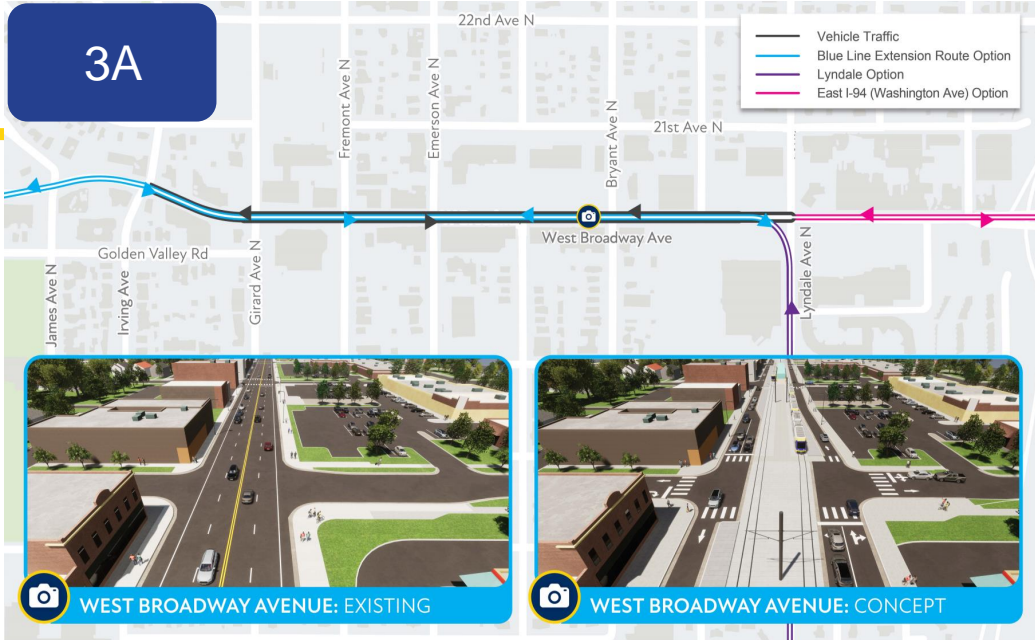 3A
22nd Ave N
Vehicle Traffic
Blue Line Extension Route Option
Lyndale Option
East I-94 (Washington Ave) Option
Fremont Ave N
Emerson Ave N
Bryant Ave N
21st Ave N
West Broadway Ave
Golden Valley Rd
James Ave N
Irving Ave
Girard Ave N
Lyndale Ave N
WEST BROADWAY AVENUE: EXISTING
WEST BROADWAY AVENUE: CONCEPT